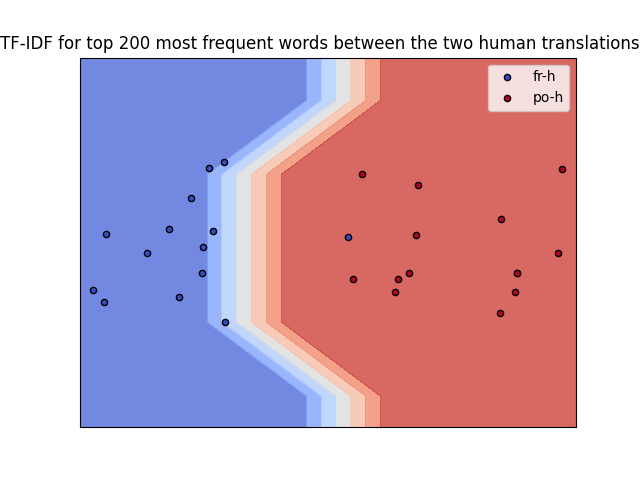 TF-IDF for top 200 most frequent words between the two human translations
fr-h
po-h